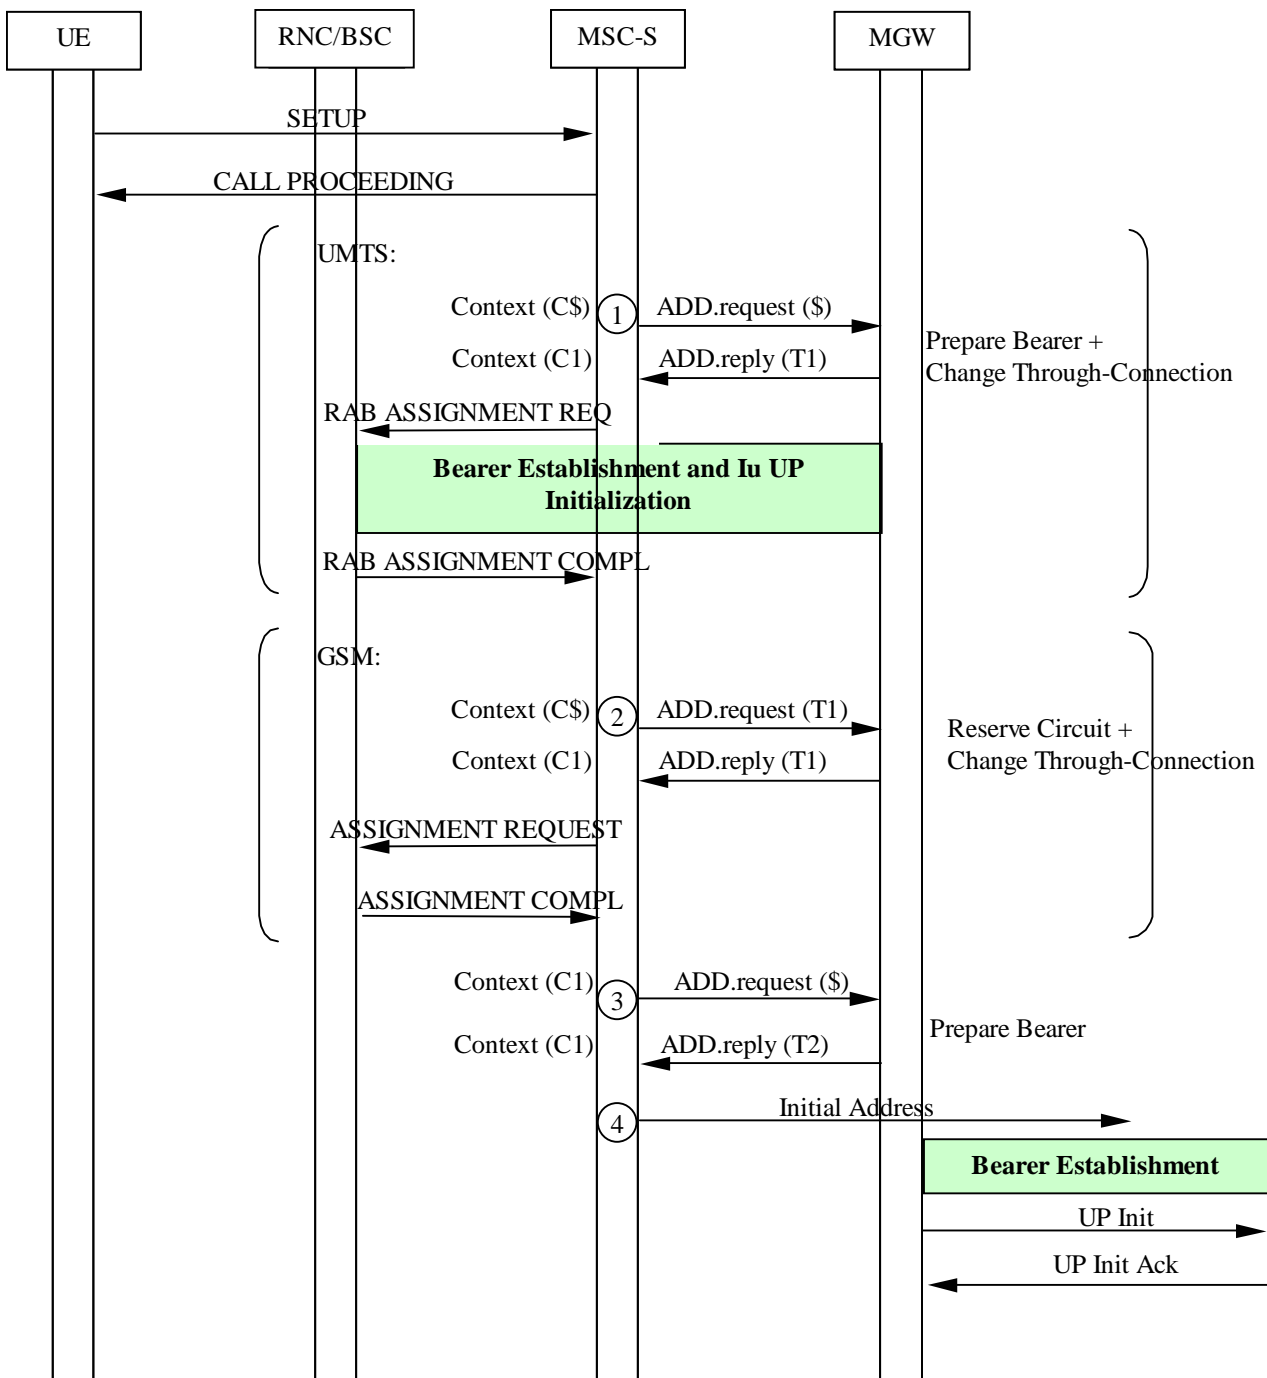 UE
RNC/BSC
MSC-S
MGW
SETUP
CALL PROCEEDING
UMTS:
Context (C$)
1
ADD.request ($)
Context (C1)
ADD.reply (T1)
Prepare Bearer +
Change Through-Connection
RAB ASSIGNMENT REQ
Bearer Establishment and Iu UP
Initialization
RAB ASSIGNMENT COMPL
GSM:
Context (C$)
2
ADD.request (T1)
Context (C1)
ADD.reply (T1)
Reserve Circuit +
Change Through-Connection
ASSIGNMENT REQUEST
ASSIGNMENT COMPL
Context (C1)
3
ADD.request ($)
Prepare Bearer
Context (C1)
ADD.reply (T2)
4
Initial Address
Bearer Establishment
UP Init
UP Init Ack